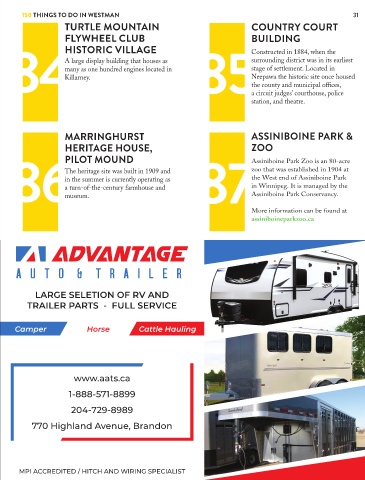 150 THINGS TO DO IN WESTMAN
31
84
TURTLE MOUNTAIN
FLYWHEEL CLUB
HISTORIC VILLAGE
A large display building that houses as
many as one hundred engines located in
Killarney.
85
COUNTRY COURT
BUILDING
Constructed in 1884, when the
surrounding district was in its earliest
stage of settlement. Located in
Neepawa the historic site once housed
the county and municipal offices,
a circuit judges' courthouse, police
station, and theatre.
86
MARRINGHURST
HERITAGE HOUSE,
PILOT MOUND
The heritage site was built in 1909 and
in the summer is currently operating as
a turn-of-the-century farmhouse and
museum.
87
ASSINIBOINE PARK &
ZOO
Assiniboine Park Zoo is an 80-acre
zoo that was established in 1904 at
the West end of Assiniboine Park
in Winnipeg. It is managed by the
Assiniboine Park Conservancy.
More information can be found at
assiniboineparkzoo.ca
ADVANTAGE
AUTO & TRAILER
LARGE SELETION OF RV AND
TRAILER PARTS - FULL SERVICE
Camper
Horse
Cattle Hauling
www.aats.ca
1-888-571-8899
204-729-8989
770 Highland Avenue, Brandon
MPI ACCREDITED / HITCH AND WIRING SPECIALIST